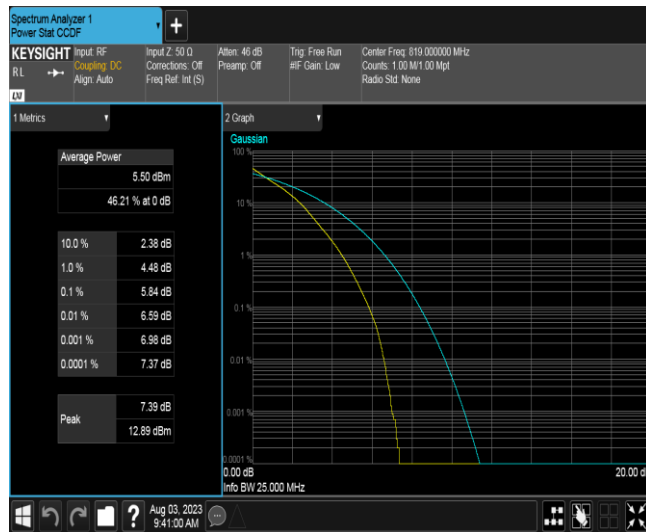 Spectrum Analyzer 1
Power Stat CCDF
KEYSIGHT
RL
LXI
Input: RF
Coupling: DC
Align: Auto
Input Z: 50 Ω
Corrections: Off
Freq Ref: Int (S)
Atten: 46 dB
Preamp: Off
Trig: Free Run
#IF Gain: Low
Center Freq: 819.000000 MHz
Counts: 1.00 M/1.00 Mpt
Radio Std: None
1 Metrics
Average Power
5.50 dBm
46.21 % at 0 dB
10.0 % 2.38 dB
1.0 % 4.48 dB
0.1 % 5.84 dB
0.01 % 6.59 dB
0.001 % 6.98 dB
0.0001 % 7.37 dB
Peak
7.39 dB
12.89 dBm
2 Graph
Gaussian
100 %
10 %
1 %
0.1 %
0.01 %
0.001 %
0.0001 %
0.00 dB
20.00 d
Info BW 25.000 MHz
?
Aug 03, 2023
9:41:00 AM